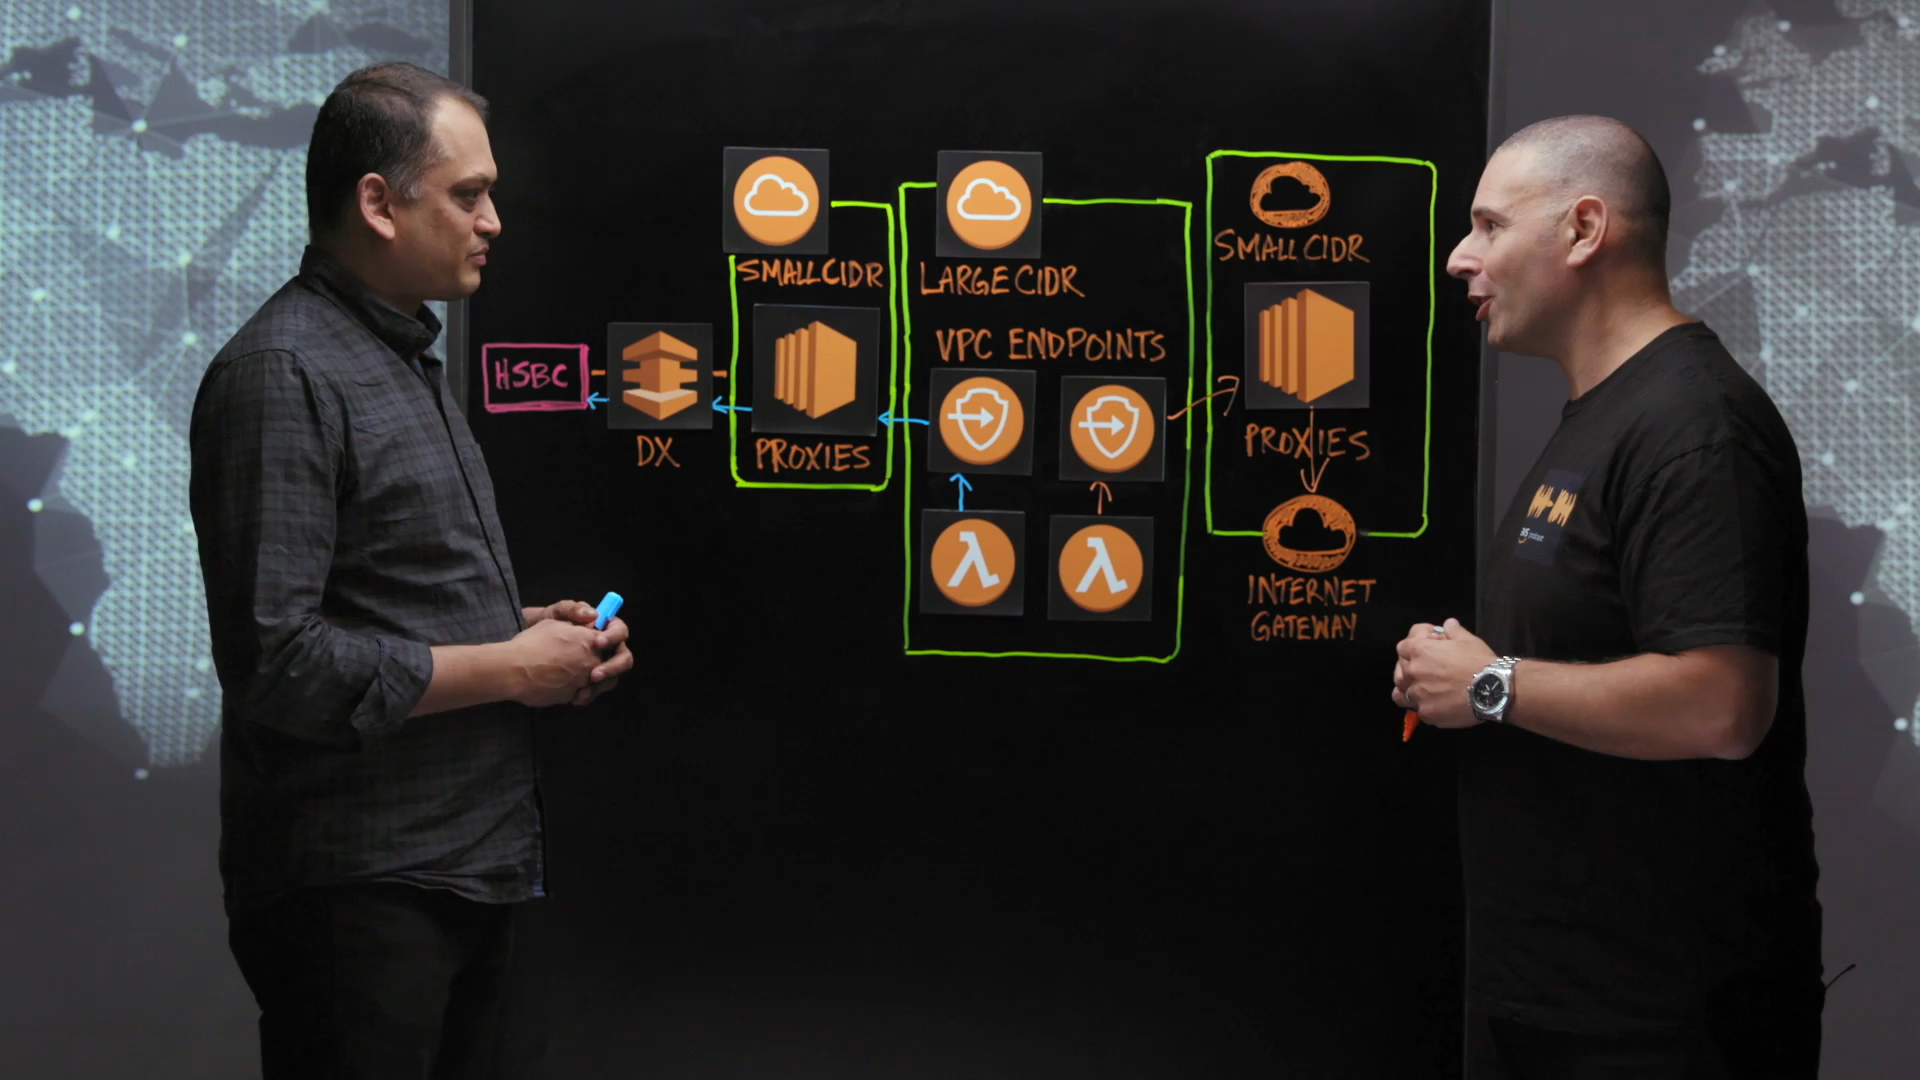 HSBC
DX
SMALL CIDR
PROXIES
LARGE CIDR
VPC ENDPOINTS
SMALL CIDR
PROXIES
INTERNET
GATEWAY